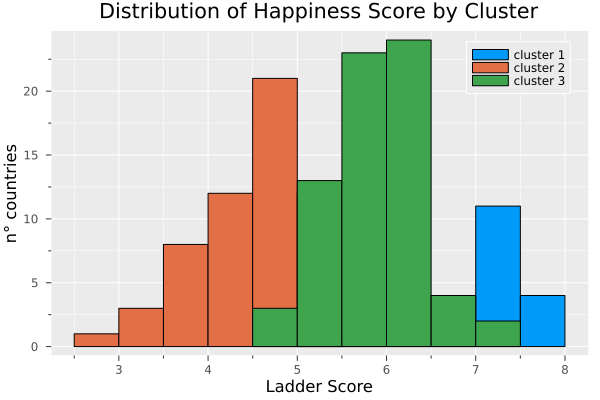 Distribution of Happiness Score by Cluster
cluster 1
cluster 2
cluster 3
n° countries
20
15
10
5
0
3 4 5 6 7 8
Ladder Score